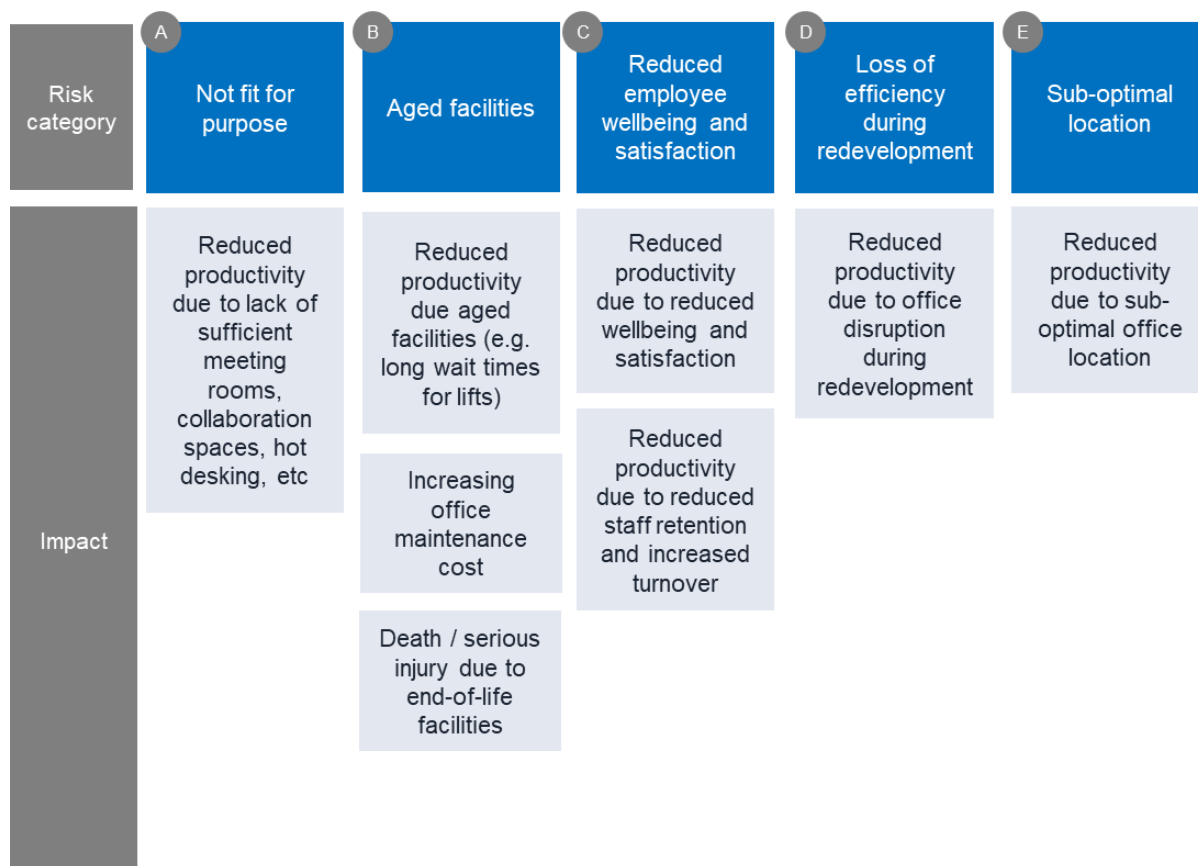 A
B
C
D
E
Risk
category
Not fit for
purpose
Aged facilities
Reduced
employee
wellbeing and
satisfaction
Loss of
efficiency
during
redevelopment
Sub-optimal
location
Impact
Reduced
productivity
due to lack of
sufficient
meeting
rooms,
collaboration
spaces, hot
desking, etc
Reduced
productivity
due aged
facilities (e.g.
long wait times
for lifts)
Increasing
office
maintenance
cost
Death / serious
injury due to
end-of-life
facilities
Reduced
productivity
due to reduced
wellbeing and
satisfaction
Reduced
productivity
due to reduced
staff retention
and increased
turnover
Reduced
productivity
due to office
disruption
during
redevelopment
Reduced
productivity
due to sub-
optimal office
location